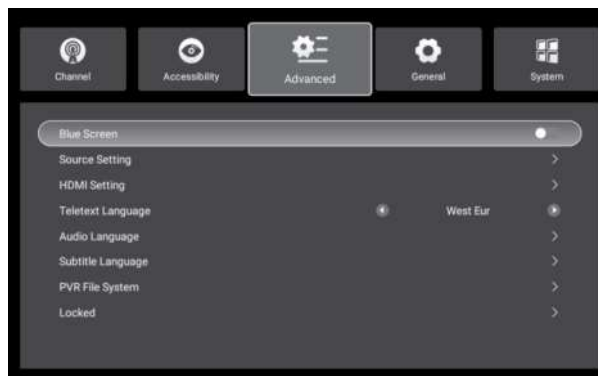 Channel
Accessibility
Advanced
General
System
Blue Screen
Source Setting
HDMI Setting
Teletext Language West Eur
Audio Language
Subtitle Language
PVR File System
Locked